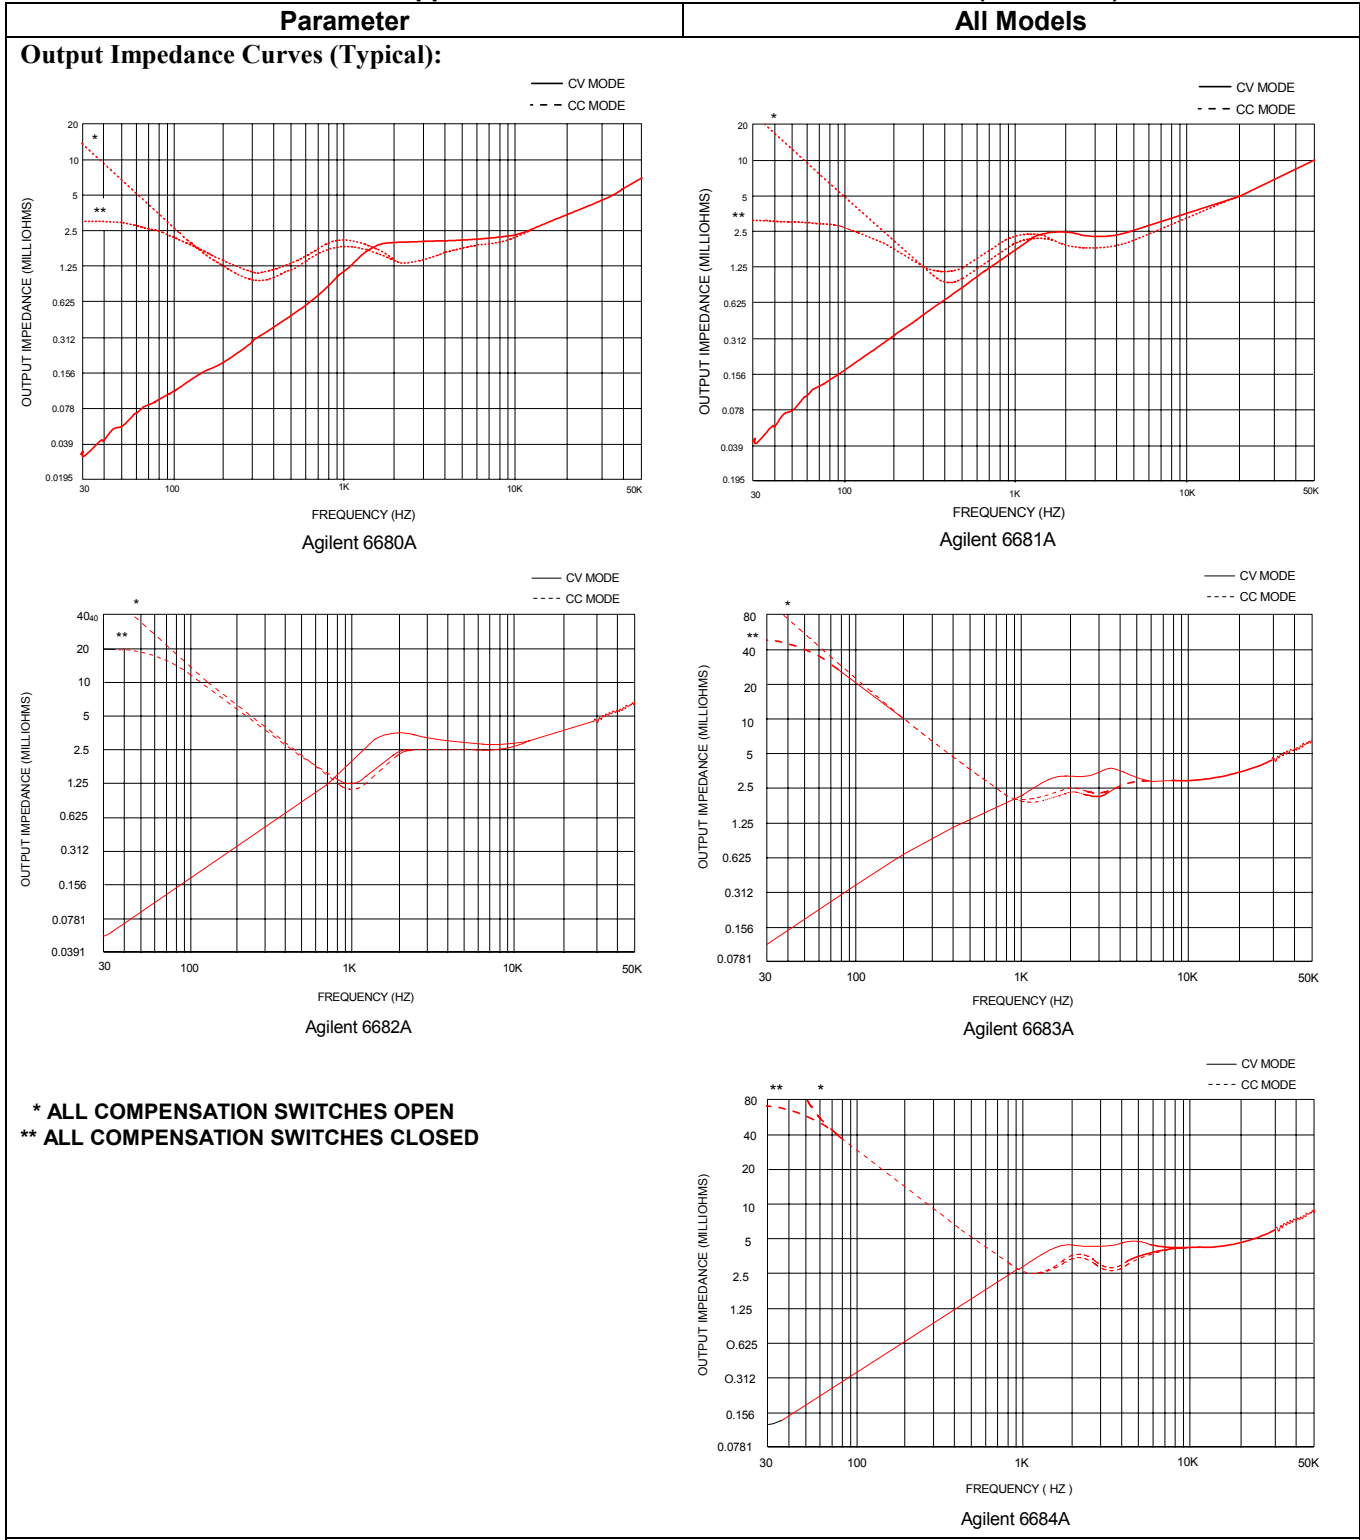 Parameter
All Models
Output Impedance Curves (Typical):
CV MODE
CC MODE
*
**
20
10
5
2.5
1.25
0.625
0.312
0.156
0.078
0.039
0.0195
30
100
1K
10K
50K
OUTPUT IMPEDANCE (MILLIOHMS)
FREQUENCY (HZ)
Agilent 6680A
CV MODE
CC MODE
*
**
20
10
5
2.5
1.25
0.625
0.312
0.156
0.078
0.039
0.195
30
100
1K
10K
50K
OUTPUT IMPEDANCE (MILLIOHMS)
FREQUENCY (HZ)
Agilent 6681A
CV MODE
CC MODE
*
**
40
40
20
10
5
2.5
1.25
0.625
0.312
0.156
0.0781
0.0391
30
100
1K
10K
50K
OUTPUT IMPEDANCE (MILLIOHMS)
FREQUENCY (HZ)
Agilent 6682A
CV MODE
CC MODE
*
**
80
40
20
10
5
2.5
1.25
0.625
0.312
0.156
0.0781
30
100
1K
10K
50K
OUTPUT IMPEDANCE (MILLIOHMS)
FREQUENCY (HZ)
Agilent 6683A
* ALL COMPENSATION SWITCHES OPEN
** ALL COMPENSATION SWITCHES CLOSED
CV MODE
CC MODE
**
*
80
40
20
10
5
2.5
1.25
O.625
O.312
0.156
0.0781
30
100
1K
10K
50K
OUTPUT IMPEDANCE (MILLIOHMS)
FREQUENCY ( HZ )
Agilent 6684A